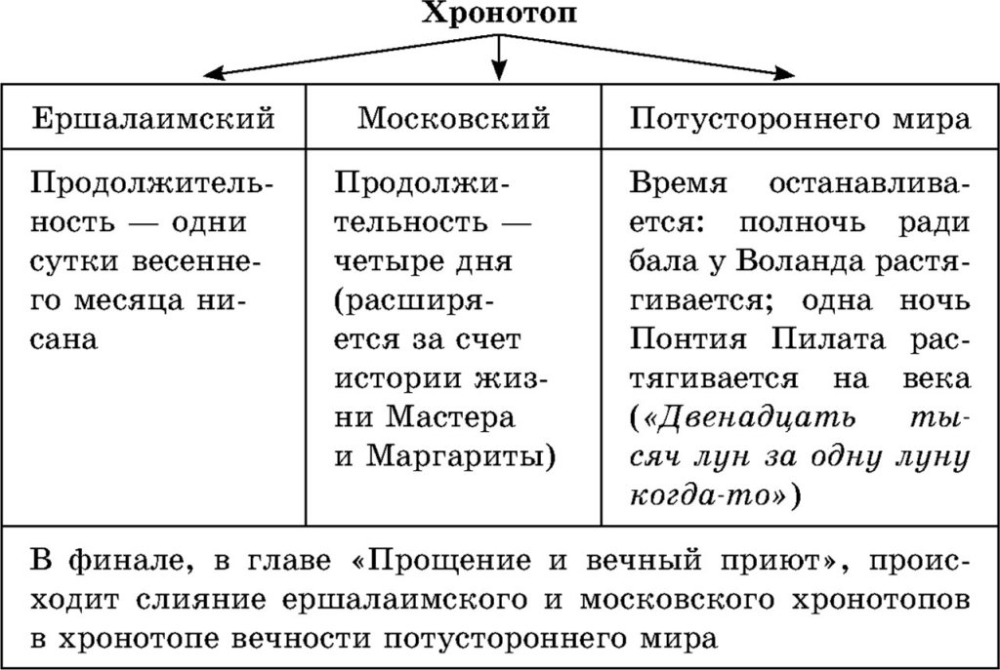 Хронотоп
Ершалаимский
Московский
Потустороннего мира
Продолжитель-
ность — одни
сутки весенне-
го месяца ни-
сана
Продолжи-
тельность —
четыре дня
(расширя-
ется за счет
истории жиз-
ни Мастера
и Маргариты)
Время останавлива-
ется: полночь ради
бала у Воланда растя-
гивается; одна ночь
Понтия Пилата рас-
тягивается на века
(«Двенадцать ты-
сяч лун за одну луну
когда-то»)
В финале, в главе «Прощение и вечный приют», проис-
ходит слияние ершалаимского и московского хронотопов
в хронотопе вечности потустороннего мира